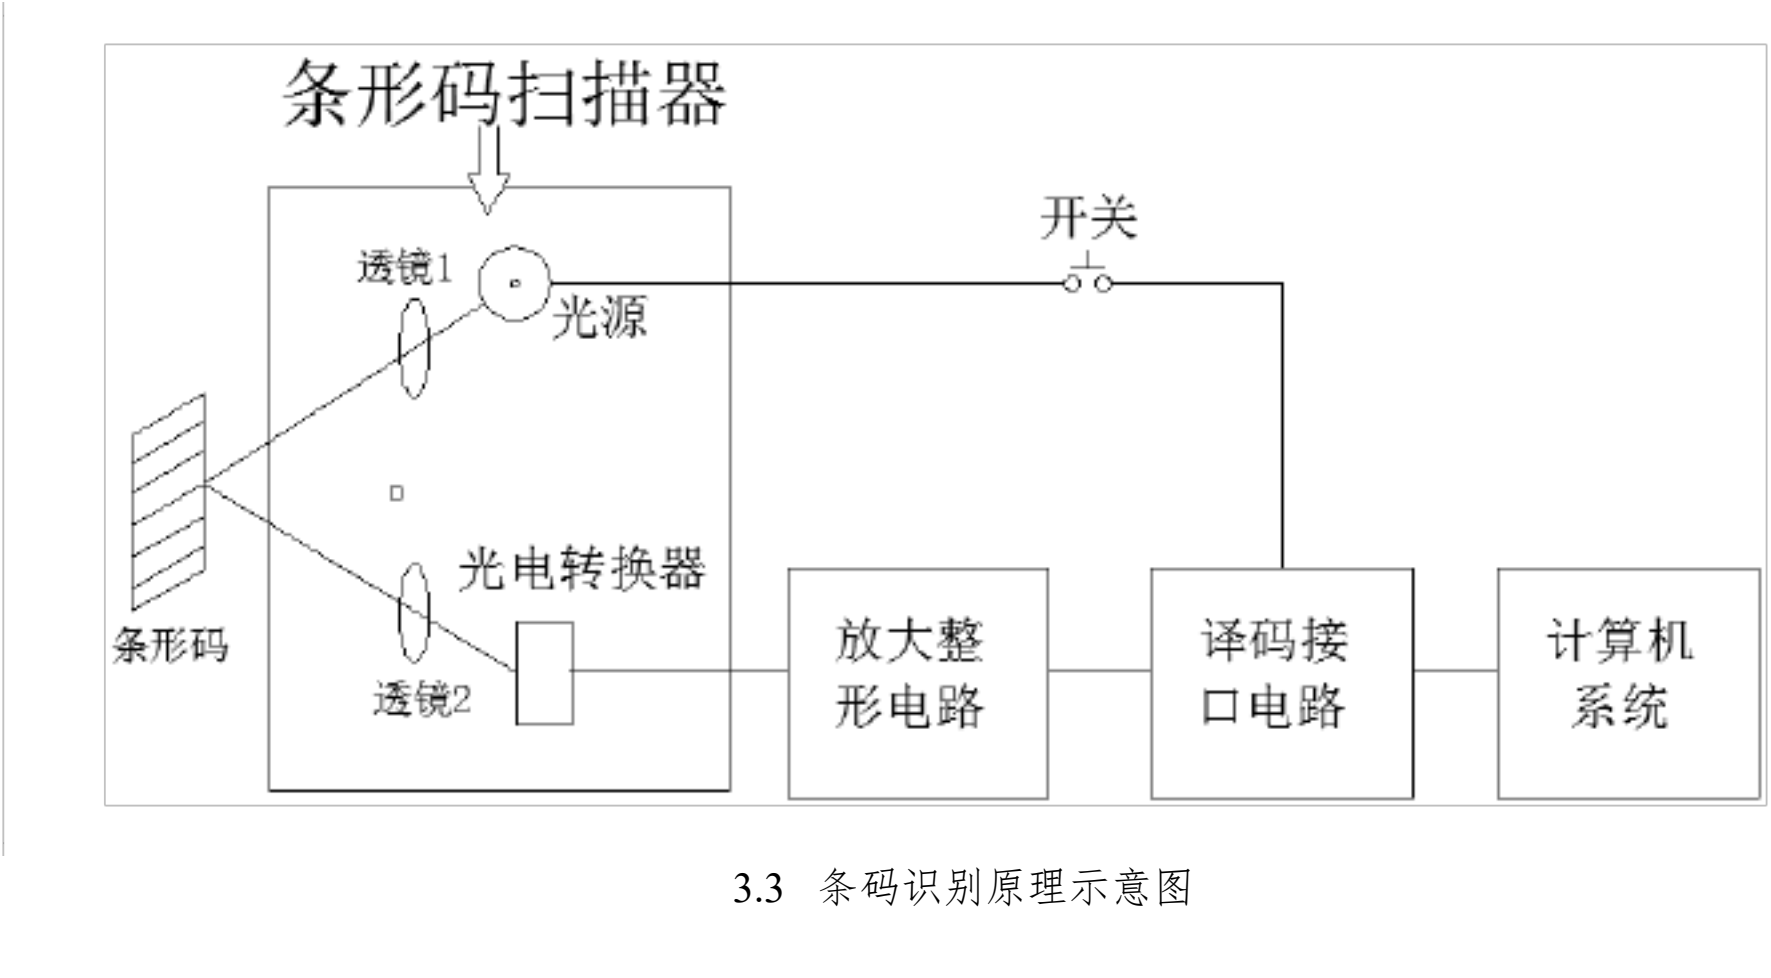 条形码扫描器
开关
透镜1
光源
光电转换器
条形码
透镜2
放大整
形电路
译码接
口电路
计算机
系统
3.3 条码识别原理示意图